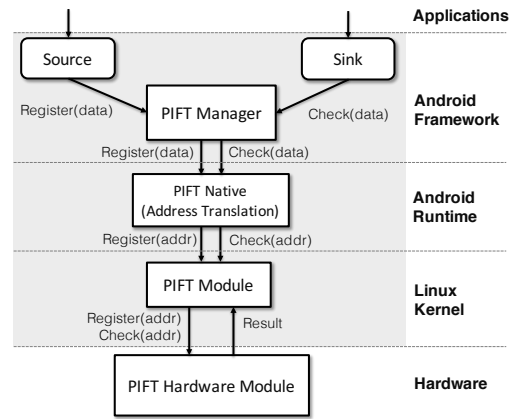 Applications
Source
Sink
Register(data)
Check(data)
PIFT Manager
Android
Framework
Register(data)
Check(data)
PIFT Native
(Address Translation)
Android
Runtime
Register(addr)
Check(addr)
PIFT Module
Linux
Kernel
Register(addr)
Check(addr)
Result
PIFT Hardware Module
Hardware